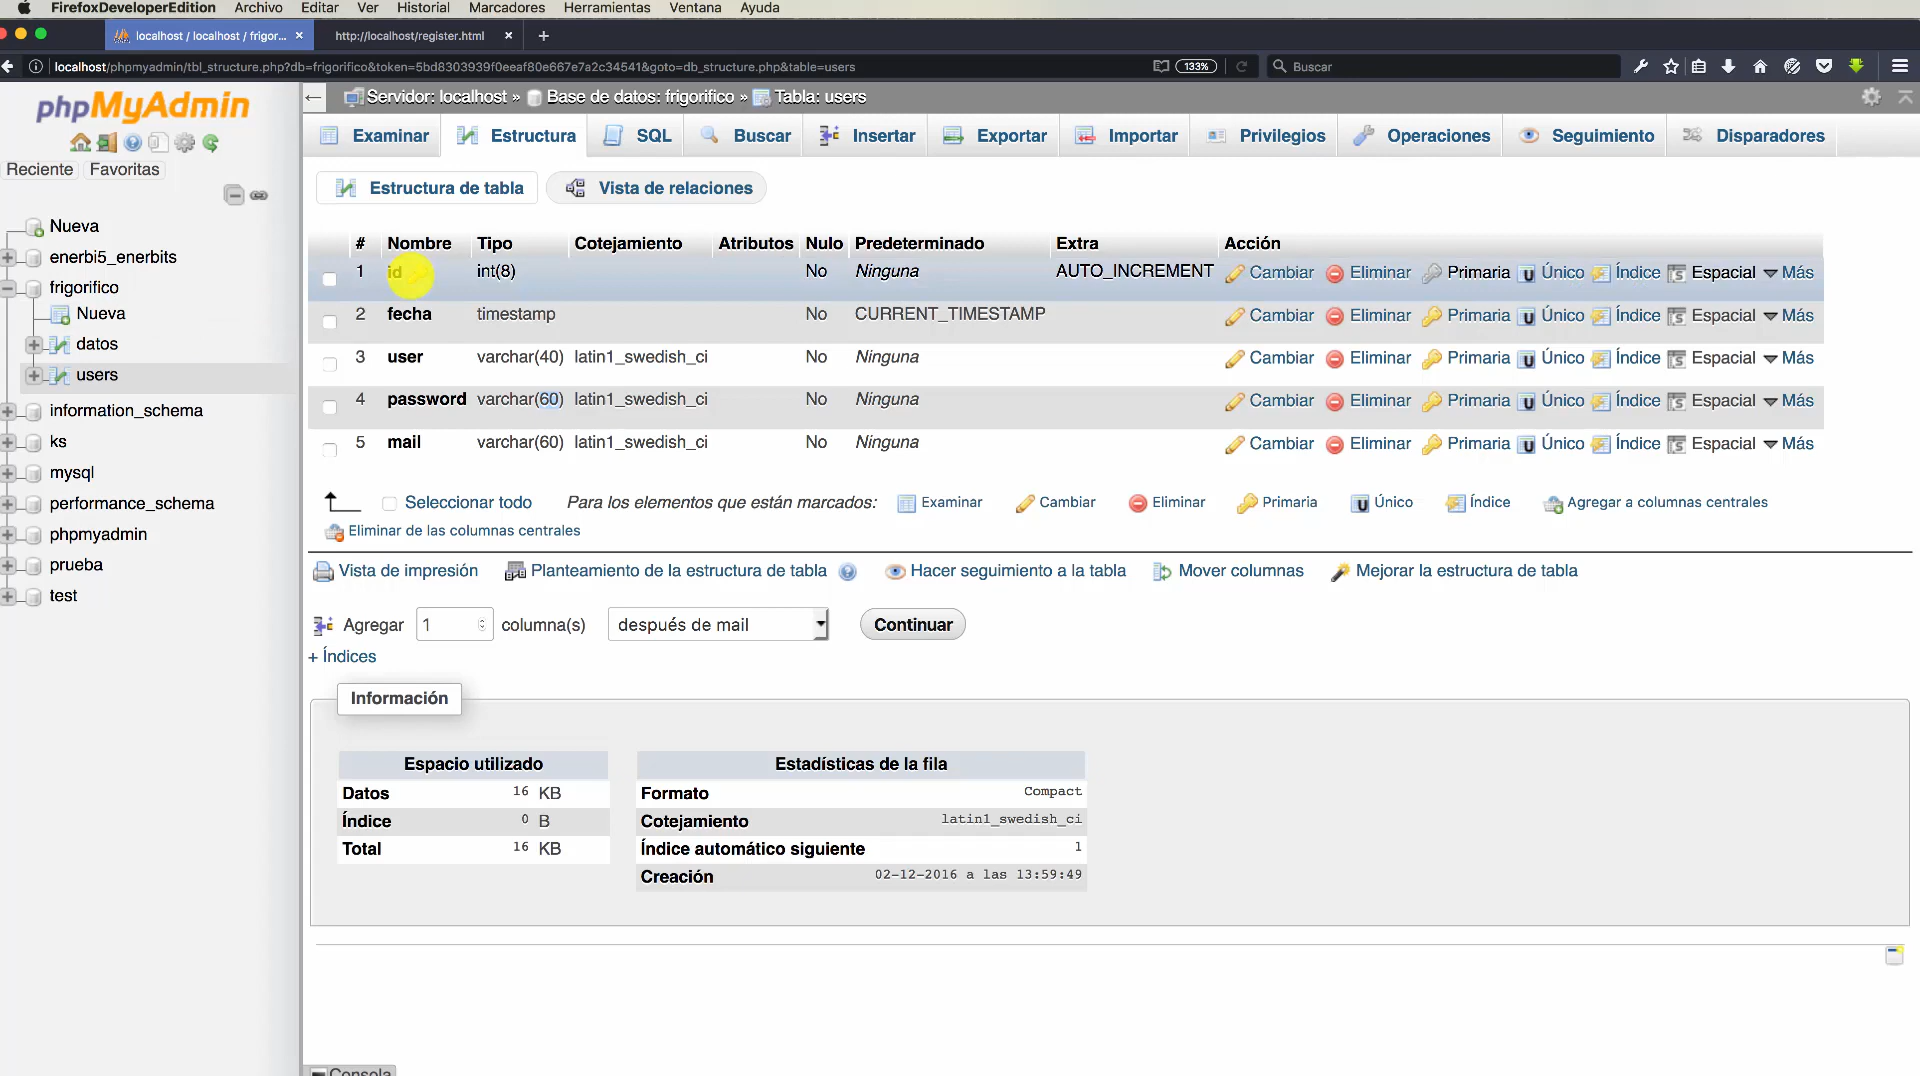 FirefoxDeveloperEdition Archivo Editar Ver Historial Marcadores Herramientas Ventana Ayuda
localhost / localhost / frigor... × http://localhost/register.html × +
localhost/phpmyadmin/tbl_structure.php?db=frigorifico&token=5bd8303939f0eeaf80e667e7a2c34541&goto=db_structure.php&table=users 133% Buscar
phpMyAdmin
Reciente Favoritas
Nueva
enerbi5_enerbits
frigorifico
Nueva
datos
users
information_schema
ks
mysql
performance_schema
phpmyadmin
prueba
test
Servidor: localhost » Base de datos: frigorifico » Tabla: users
Examinar Estructura SQL Buscar Insertar Exportar Importar Privilegios Operaciones Seguimiento Disparadores
Estructura de tabla Vista de relaciones
# Nombre Tipo Cotejamiento Atributos Nulo Predeterminado Extra Acción
1 id int(8) No Ninguna AUTO_INCREMENT Cambiar Eliminar Primaria Único Índice Espacial Más
2 fecha timestamp No CURRENT_TIMESTAMP Cambiar Eliminar Primaria Único Índice Espacial Más
3 user varchar(40) latin1_swedish_ci No Ninguna Cambiar Eliminar Primaria Único Índice Espacial Más
4 password varchar(60) latin1_swedish_ci No Ninguna Cambiar Eliminar Primaria Único Índice Espacial Más
5 mail varchar(60) latin1_swedish_ci No Ninguna Cambiar Eliminar Primaria Único Índice Espacial Más
Seleccionar todo Para los elementos que están marcados: Examinar Cambiar Eliminar Primaria Único Índice Agregar a columnas centrales
Eliminar de las columnas centrales
Vista de impresión Planteamiento de la estructura de tabla Hacer seguimiento a la tabla Mover columnas Mejorar la estructura de tabla
Agregar 1 columna(s) después de mail Continuar
+ Índices
Información
Espacio utilizado
Datos 16 KB
Índice 0 B
Total 16 KB
Estadísticas de la fila
Formato Compact
Cotejamiento latin1_swedish_ci
Índice automático siguiente 1
Creación 02-12-2016 a las 13:59:49
Consola